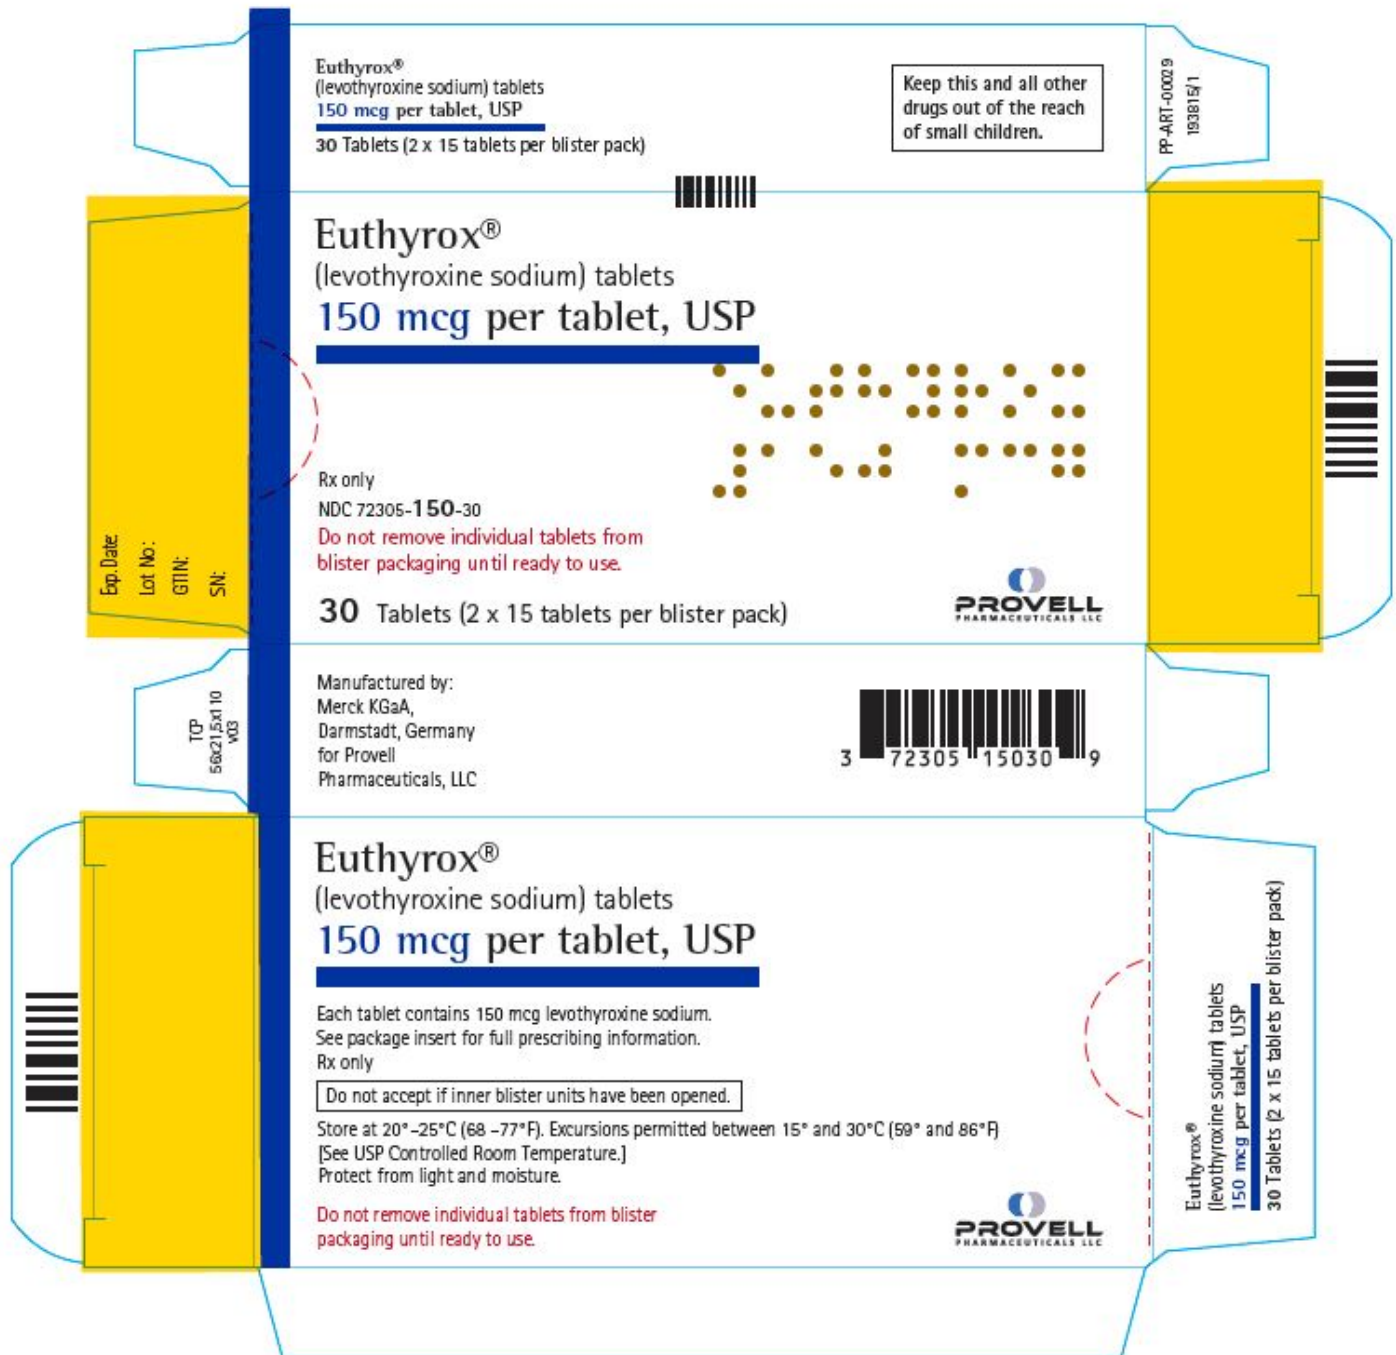 Euthyrox®
(levothyroxine sodium) tablets
150 mcg per tablet, USP
30 Tablets (2 x 15 tablets per blister pack)
Keep this and all other
drugs out of the reach
of small children.
PP-ART-00029
193815/1
Euthyrox®
(levothyroxine sodium) tablets
150 mcg per tablet, USP
Rx only
NDC 72305-150-30
Do not remove individual tablets from
blister packaging until ready to use.
30 Tablets (2 x 15 tablets per blister pack)
PROVELL
PHARMACEUTICALS LLC
Exp. Date:
Lot No:
GTIN:
SN:
TCP
56x21,5x110
v03
Manufactured by:
Merck KGaA,
Darmstadt, Germany
for Provell
Pharmaceuticals, LLC
3 72305 15030 9
Euthyrox®
(levothyroxine sodium) tablets
150 mcg per tablet, USP
Each tablet contains 150 mcg levothyroxine sodium.
See package insert for full prescribing information.
Rx only
Do not accept if inner blister units have been opened.
Store at 20°–25°C (68 –77°F). Excursions permitted between 15° and 30°C (59° and 86°F)
[See USP Controlled Room Temperature.]
Protect from light and moisture.
Do not remove individual tablets from blister
packaging until ready to use.
PROVELL
PHARMACEUTICALS LLC
Euthyrox®
(levothyroxine sodium) tablets
150 mcg per tablet, USP
30 Tablets (2 x 15 tablets per blister pack)